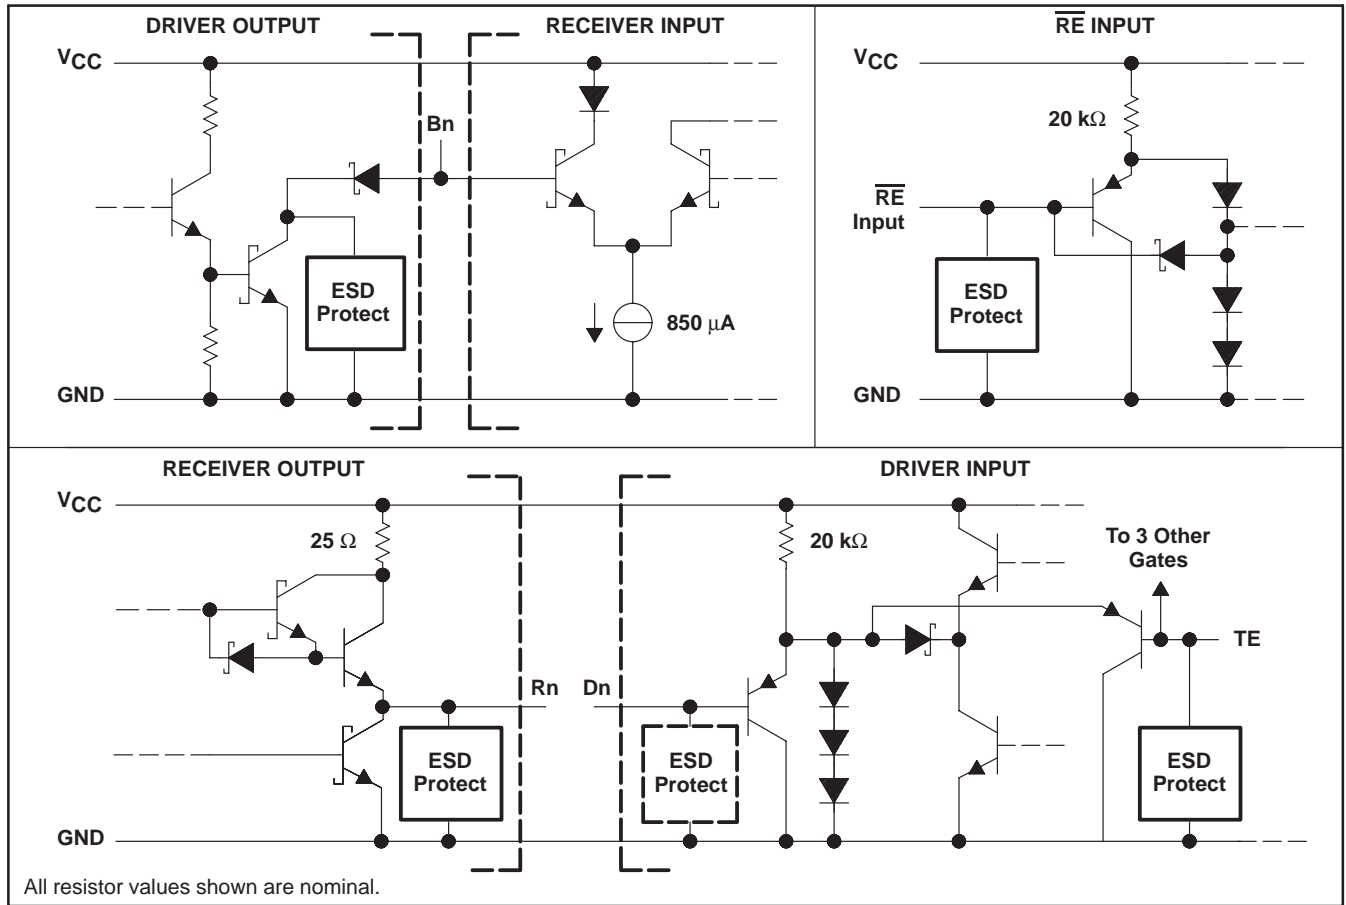 DRIVER OUTPUT
RECEIVER INPUT
VCC
Bn
ESD
Protect
850 μA
GND
RE INPUT
VCC
20 kΩ
RE
Input
ESD
Protect
GND
RECEIVER OUTPUT
DRIVER INPUT
VCC
25 Ω
20 kΩ
To 3 Other
Gates
TE
Rn
Dn
ESD
Protect
ESD
Protect
ESD
Protect
GND
All resistor values shown are nominal.